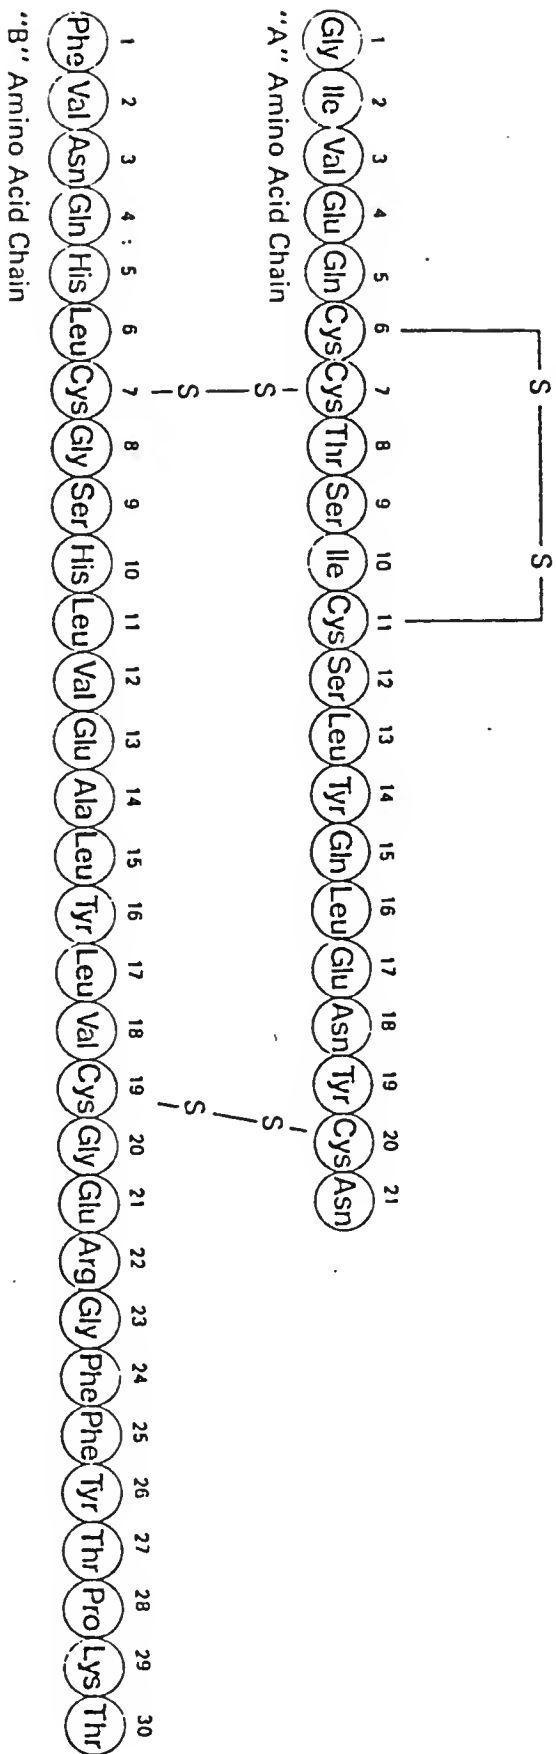 S S
1 2 3 4 5 6 7 8 9 10 11 12 13 14 15 16 17 18 19 20 21
Gly Ile Val Glu Gln Cys Cys Thr Ser Ile Cys Ser Leu Tyr Gln Leu Glu Asn Tyr Cys Asn
"A" Amino Acid Chain
S S
S S
1 2 3 4 : 5 6 7 8 9 10 11 12 13 14 15 16 17 18 19 20 21 22 23 24 25 26 27 28 29 30
Phe Val Asn Gln His Leu Cys Gly Ser His Leu Val Glu Ala Leu Tyr Leu Val Cys Gly Glu Arg Gly Phe Phe Tyr Thr Pro Lys Thr
"B" Amino Acid Chain